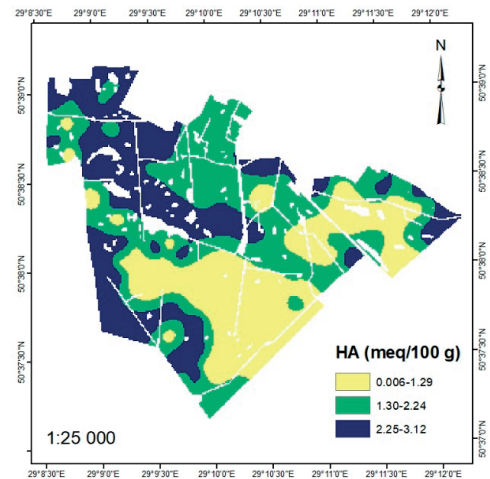 29°8'30"E 29°9'0"E 29°9'30"E 29°10'0"E 29°10'30"E 29°11'0"E 29°11'30"E 29°12'0"E
N
50°39'0"N 50°39'0"N
50°38'30"N 50°38'30"N
50°38'0"N 50°38'0"N
50°37'30"N 50°37'30"N
50°37'0"N
HA (meq/100 g)
0.006-1.29
1.30-2.24
2.25-3.12
1:25 000
29°8'30"E 29°9'0"E 29°9'30"E 29°10'0"E 29°10'30"E 29°11'0"E 29°11'30"E 29°12'0"E